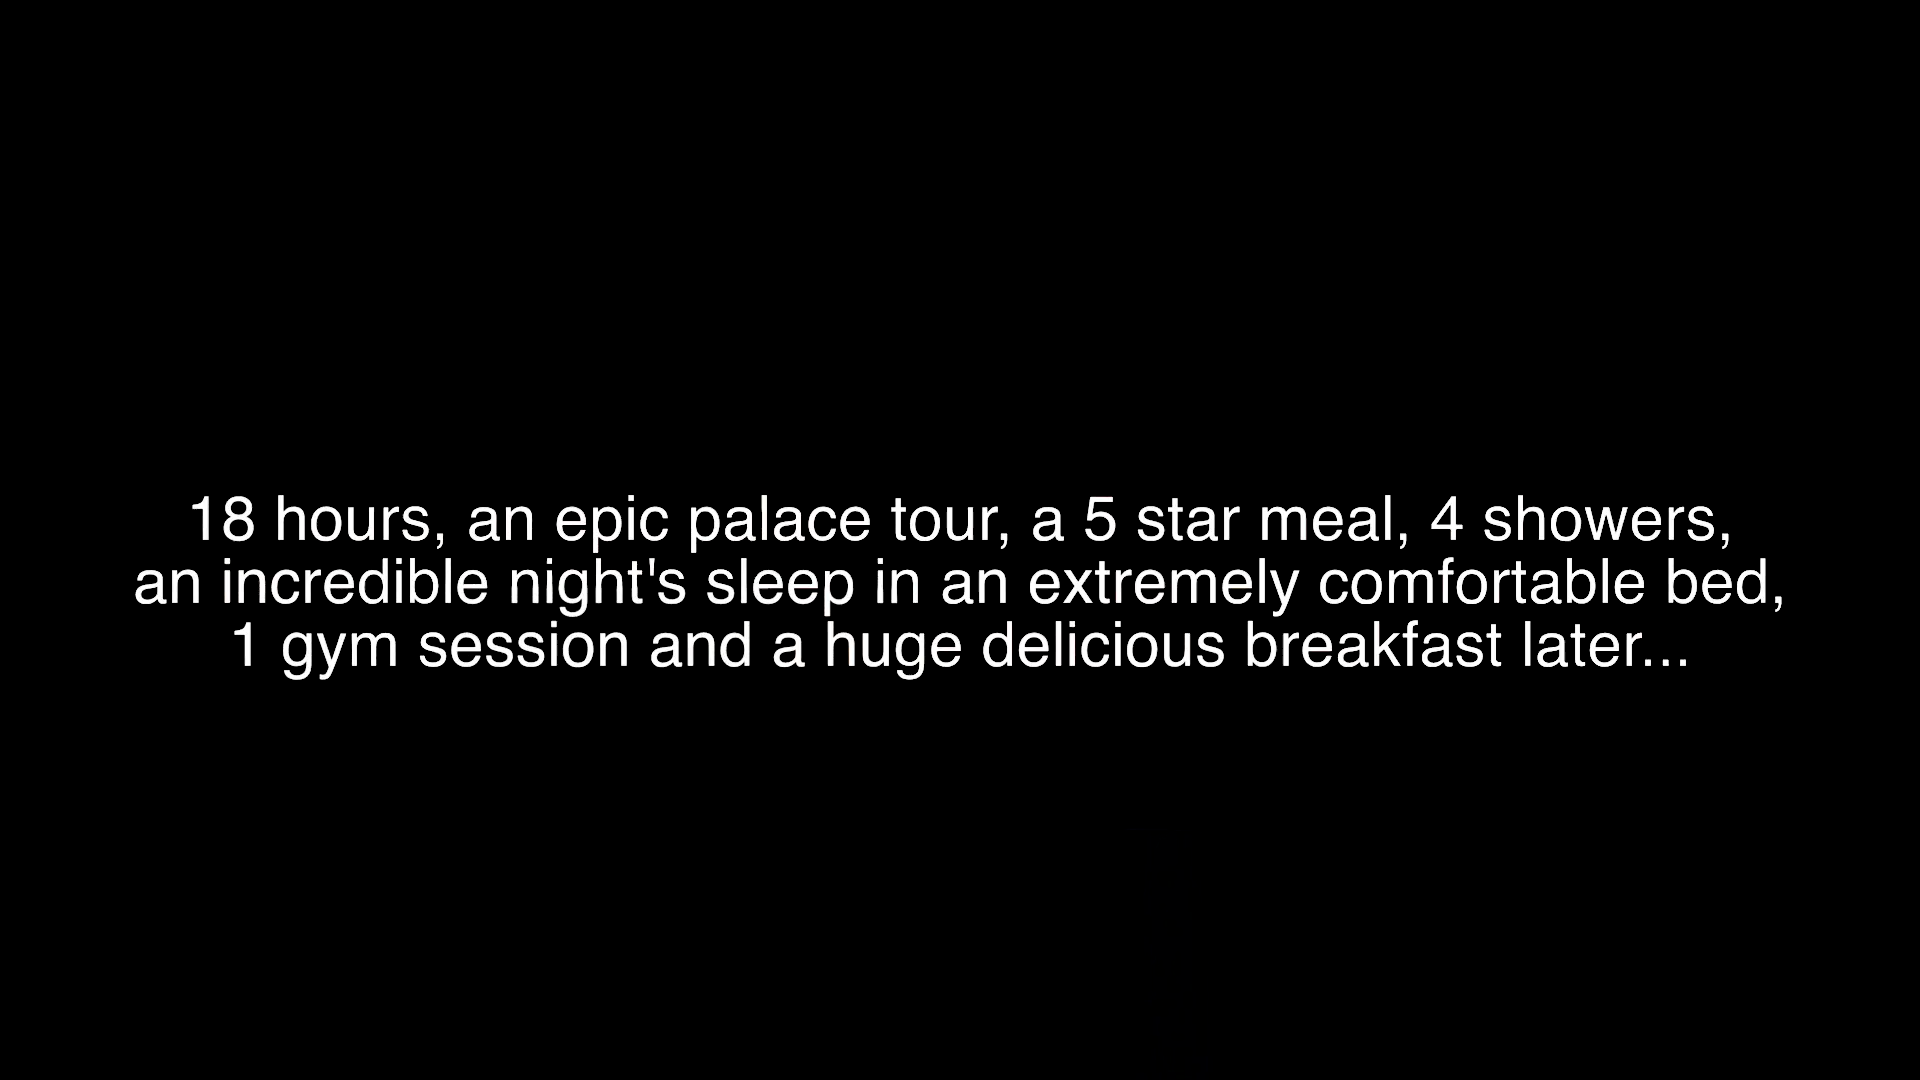 18 hours, an epic palace tour, a 5 star meal, 4 showers,
an incredible night's sleep in an extremely comfortable bed,
1 gym session and a huge delicious breakfast later...